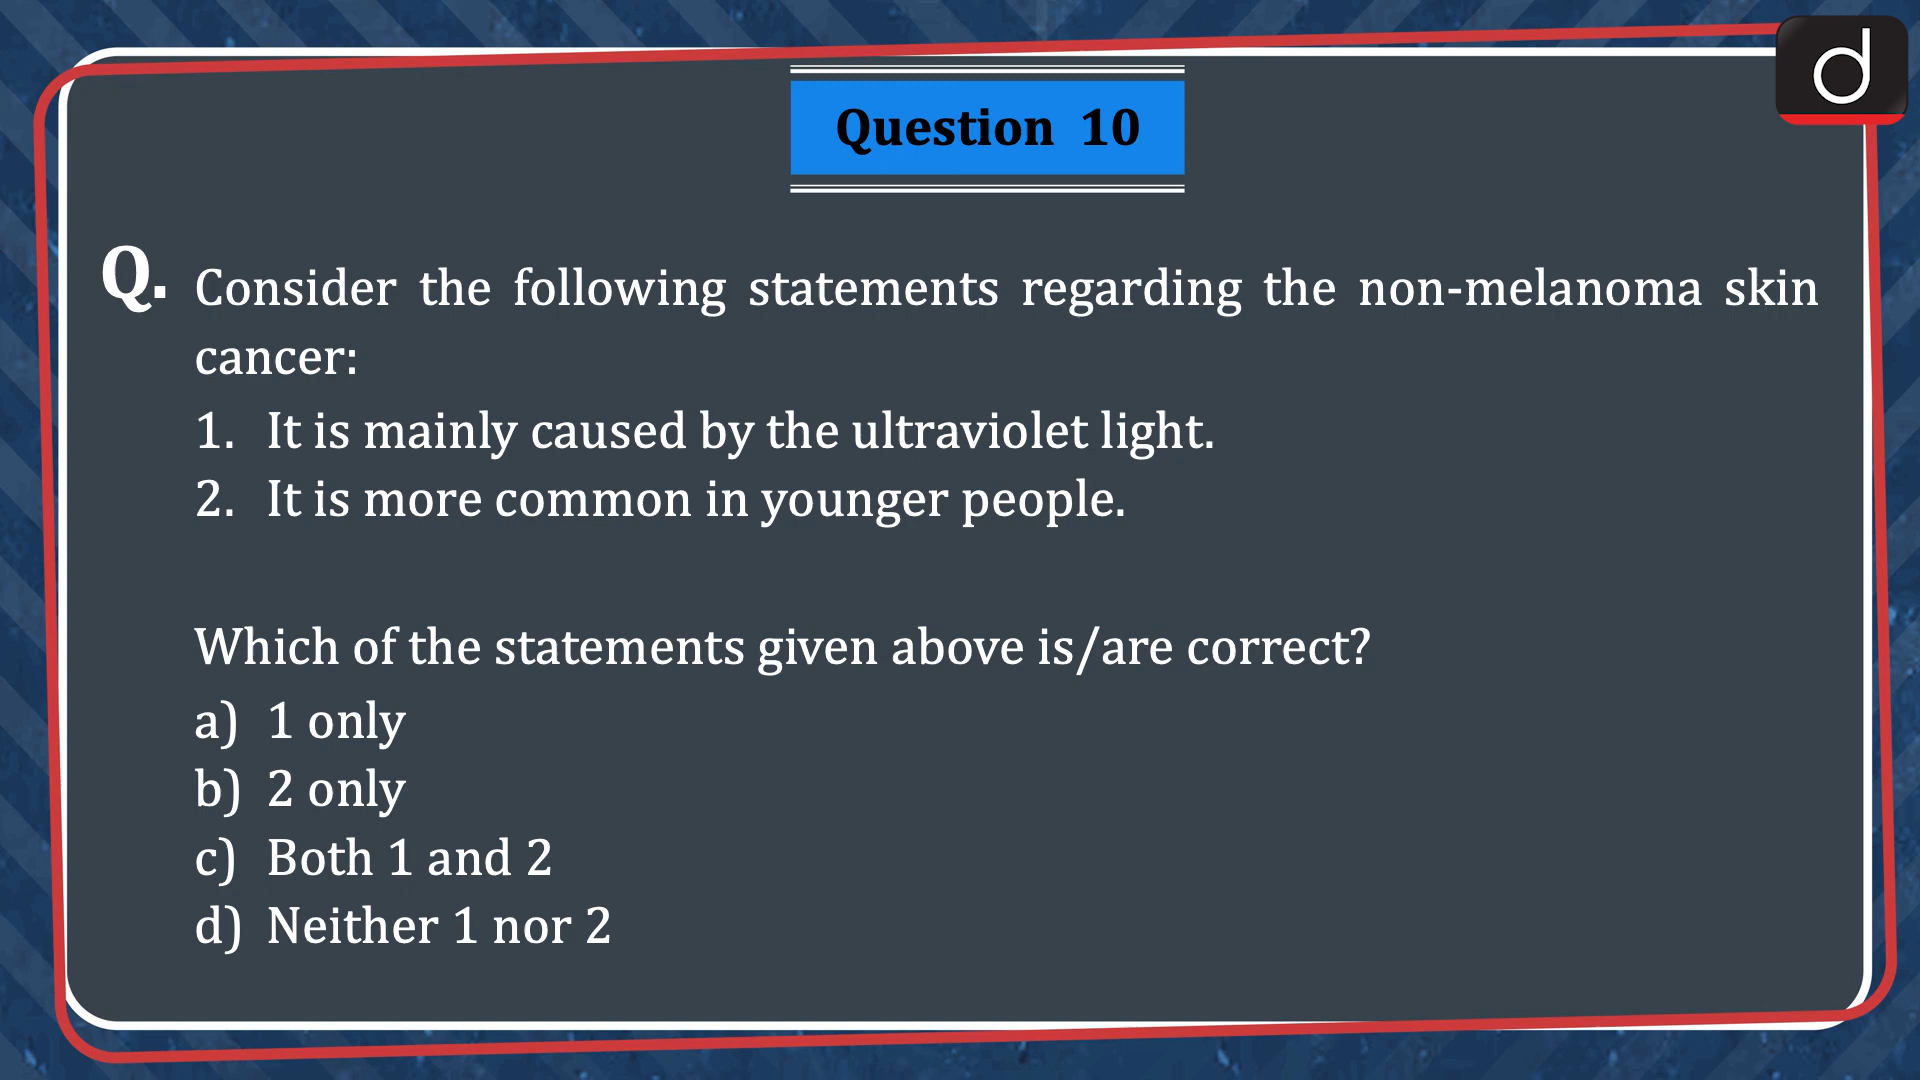 d
Question 10
Q. Consider the following statements regarding the non-melanoma skin
cancer:
1. It is mainly caused by the ultraviolet light.
2. It is more common in younger people.
Which of the statements given above is/are correct?
a) 1 only
b) 2 only
c) Both 1 and 2
d) Neither 1 nor 2